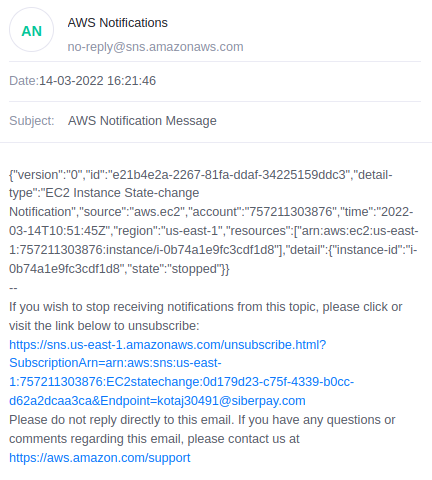 AN
AWS Notifications
no-reply@sns.amazonaws.com
Date:14-03-2022 16:21:46
Subject: AWS Notification Message
{"version":"0","id":"e21b4e2a-2267-81fa-ddaf-34225159ddc3","detail-
type":"EC2 Instance State-change
Notification","source":"aws.ec2","account":"757211303876","time":"2022-
03-14T10:51:45Z","region":"us-east-1","resources":["arn:aws:ec2:us-east-
1:757211303876:instance/i-0b74a1e9fc3cdf1d8"],"detail":{"instance-id":"i-
0b74a1e9fc3cdf1d8","state":"stopped"}}
--
If you wish to stop receiving notifications from this topic, please click or
visit the link below to unsubscribe:
https://sns.us-east-1.amazonaws.com/unsubscribe.html?
SubscriptionArn=arn:aws:sns:us-east-
1:757211303876:EC2statechange:0d179d23-c75f-4339-b0cc-
d62a2dcaa3ca&Endpoint=kotaj30491@siberpay.com
Please do not reply directly to this email. If you have any questions or
comments regarding this email, please contact us at
https://aws.amazon.com/support